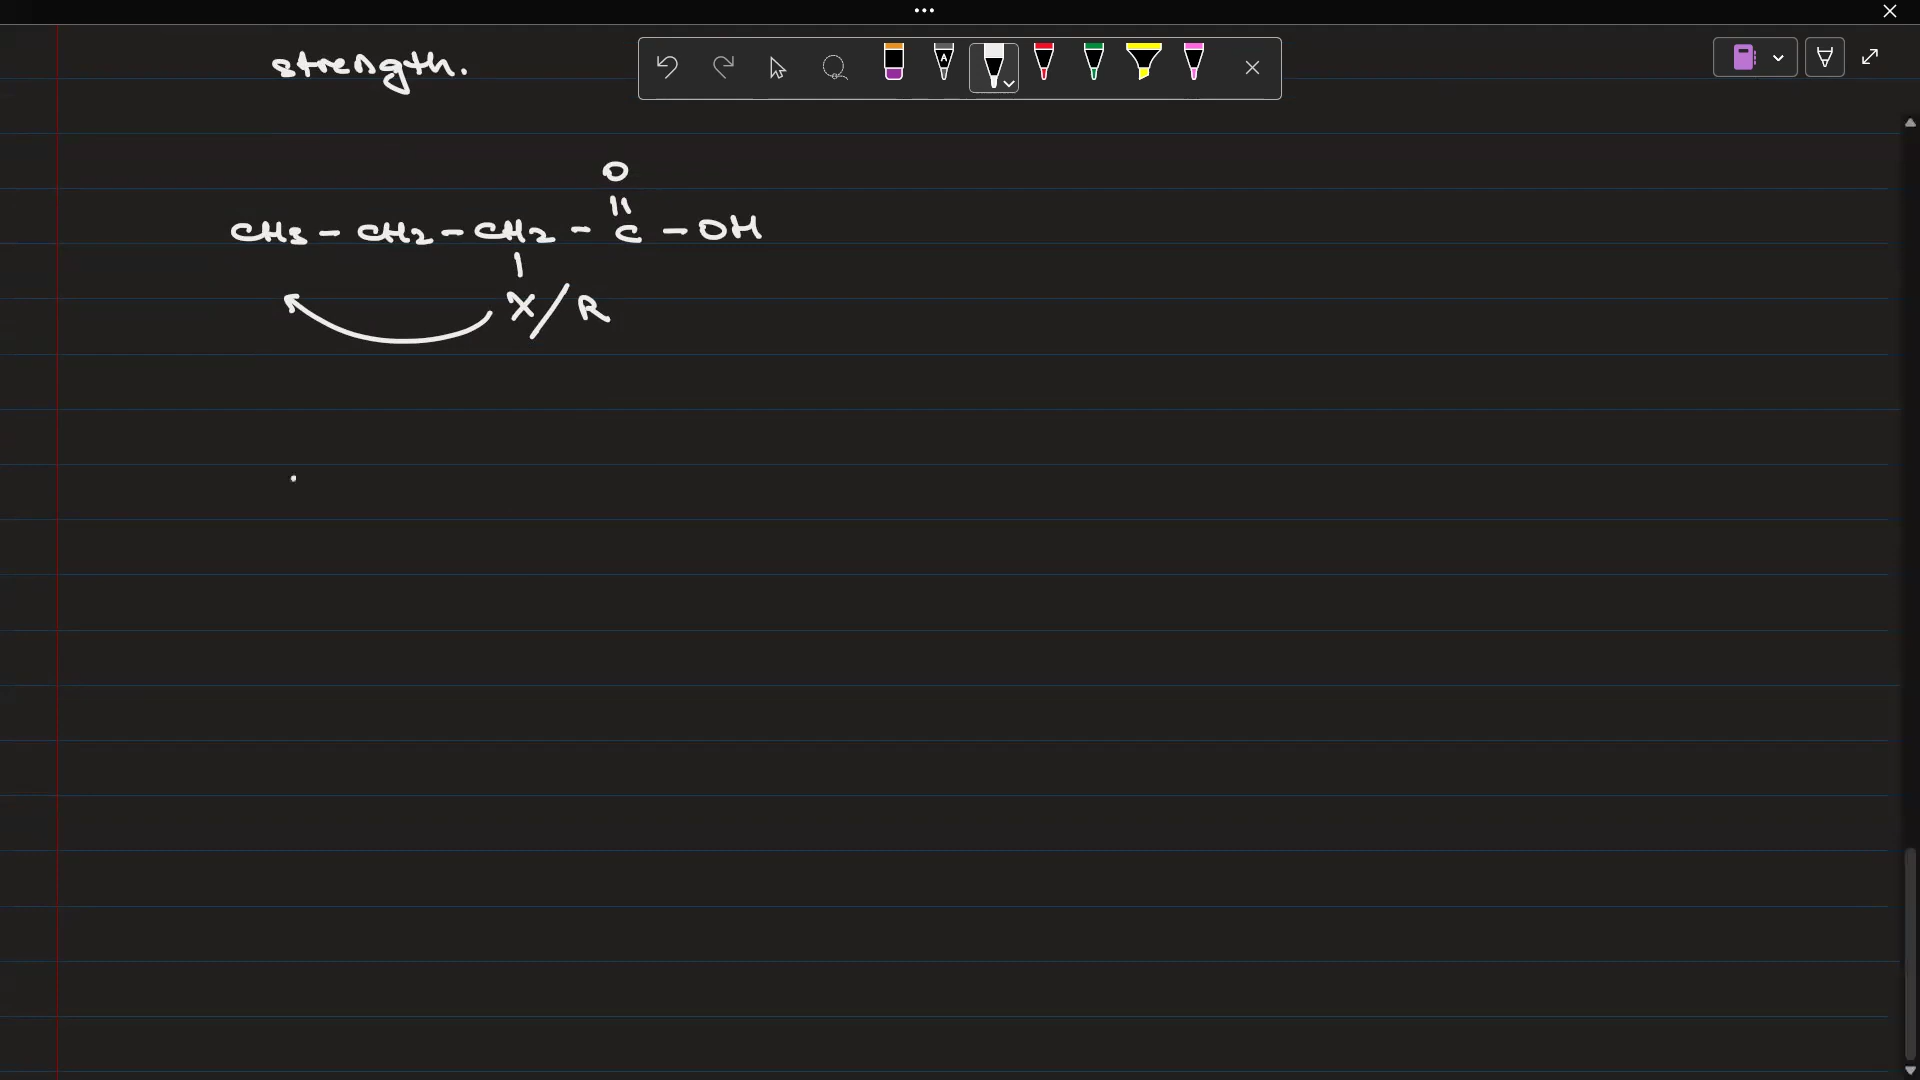 strength.
O
||
CH3 - CH2 - CH2 - C - OH
|
X/R